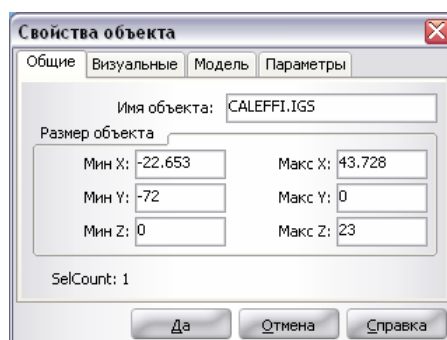 Свойства объекта
Общие Визуальные Модель Параметры
Имя объекта: CALEFFI.IGS
Размер объекта
Мин X: -22.653 Макс X: 43.728
Мин Y: -72 Макс Y: 0
Мин Z: 0 Макс Z: 23
SelCount: 1
Да Отмена Справка